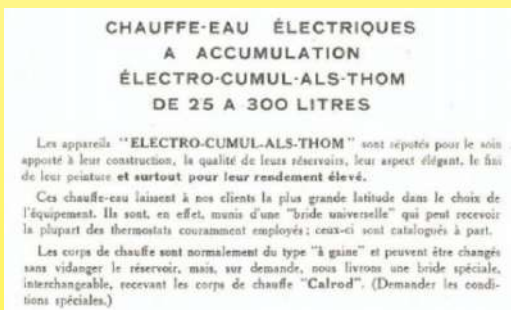 CHAUFFE-EAU ÉLECTRIQUES
A ACCUMULATION
ÉLECTRO-CUMUL-ALS-THOM
DE 25 A 300 LITRES
Les appareils "ELECTRO-CUMUL-ALS-THOM" sont réputés pour le soin
apporté à leur construction, la qualité de leurs réservoirs, leur aspect élégant, le fini
de leur peinture et surtout pour leur rendement élevé.
Ces chauffe-eau laissent à nos clients la plus grande latitude dans le choix de
l'équipement. Ils sont, en effet, munis d'une "bride universelle" qui peut recevoir
la plupart des thermostats couramment employés ; ceux-ci sont catalogués à part.
Les corps de chauffe sont normalement du type "à gaine" et peuvent être changés
sans vidanger le réservoir, mais, sur demande, nous livrons une bride spéciale,
interchangeable, recevant les corps de chauffe "Calrod". (Demander les condi-
tions spéciales.)